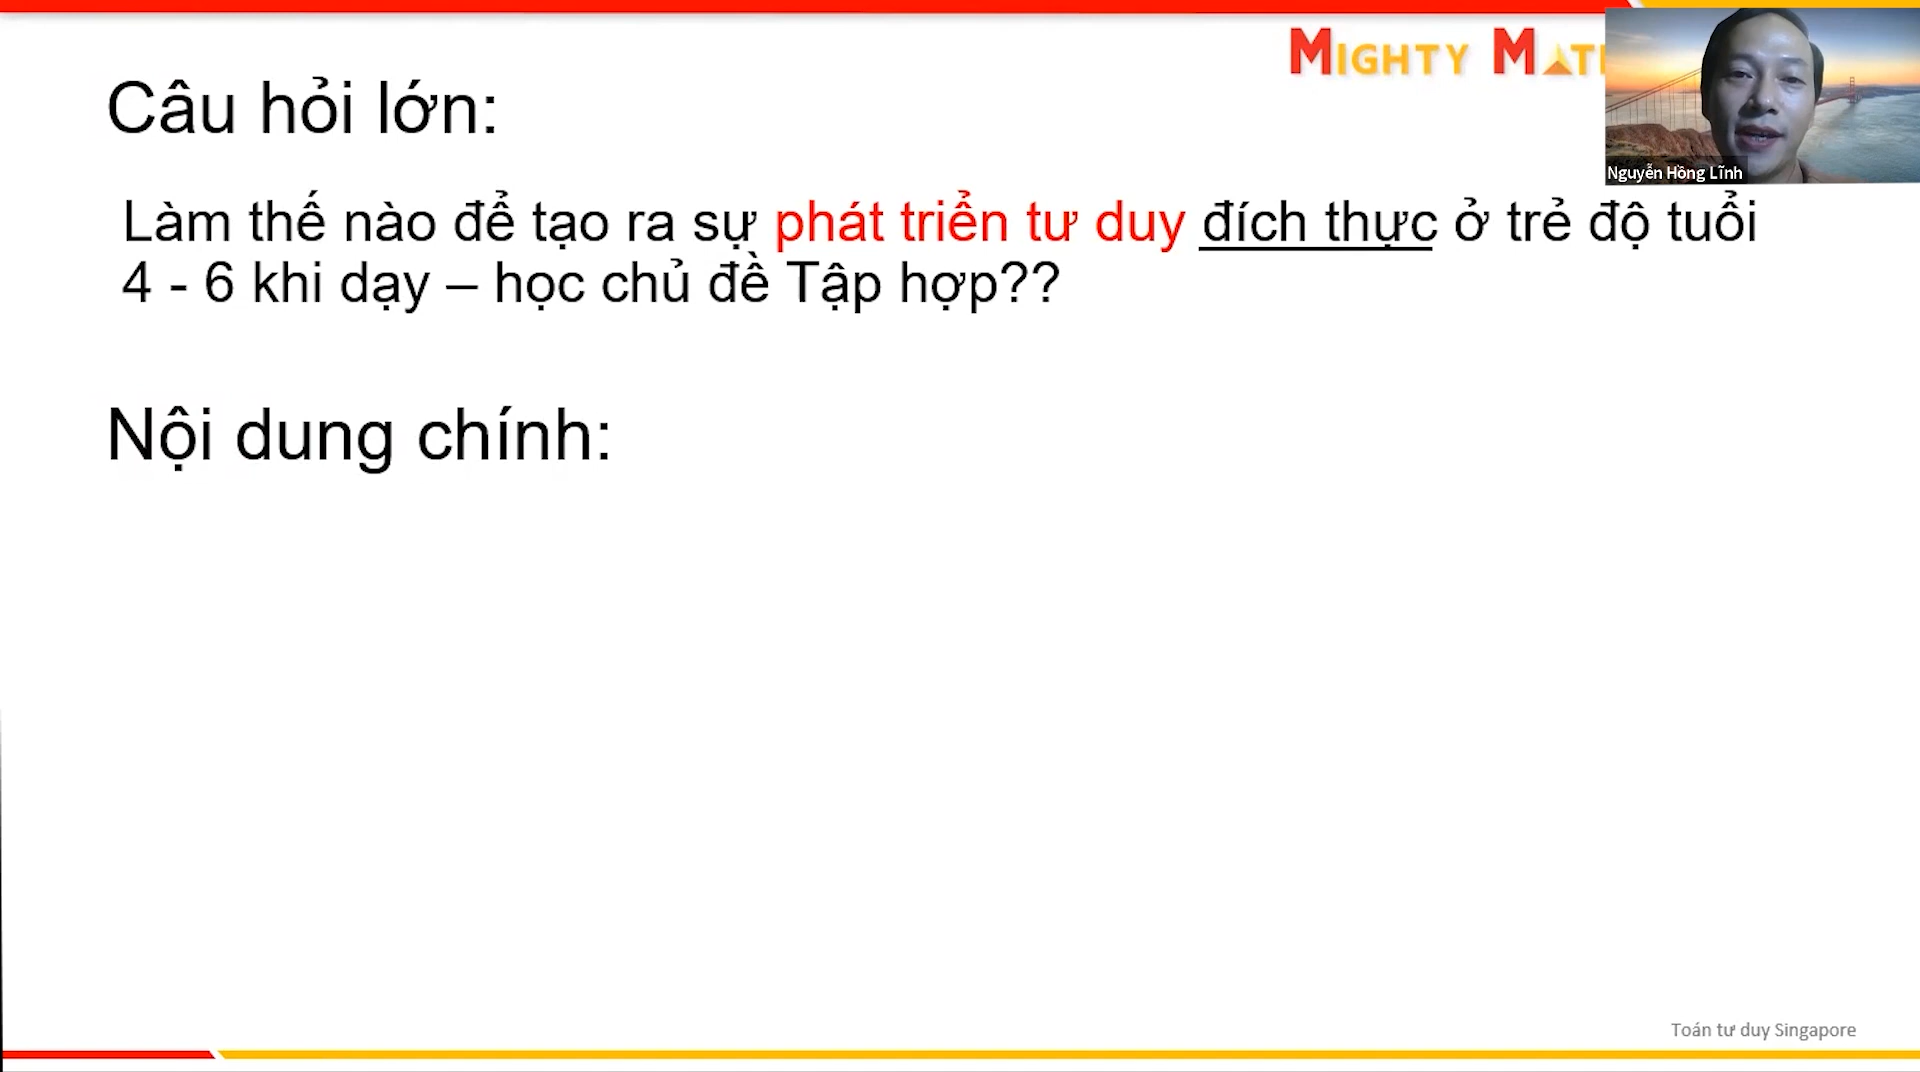 MIGHTY MAT
Câu hỏi lớn:
Nguyễn Hồng Lĩnh
Làm thế nào để tạo ra sự phát triển tư duy đích thực ở trẻ độ tuổi
4 - 6 khi dạy – học chủ đề Tập hợp??
Nội dung chính:
Toán tư duy Singapore